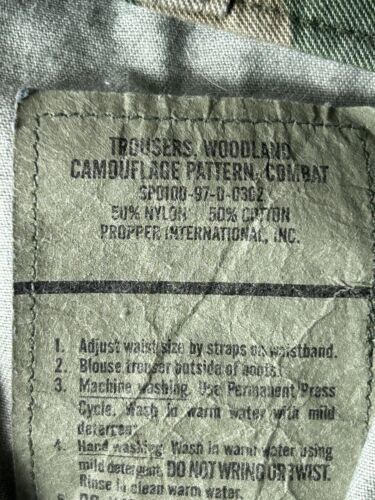 TROUSERS, WOODLAND
CAMOUFLAGE PATTERN, COMBAT
SPO100-97-D-0302
50% NYLON 50% COTTON
PROPPER INTERNATIONAL, INC.
1. Adjust waist size by straps on waistband.
2. Blouse trouser outside of boots.
3. Machine washing. Use Permanent Press
Cycle. Wash in warm water with mild
detergent.
4. Hand washing. Wash in warm water using
mild detergent. DO NOT WRING OR TWIST.
Rinse in clean warm water.